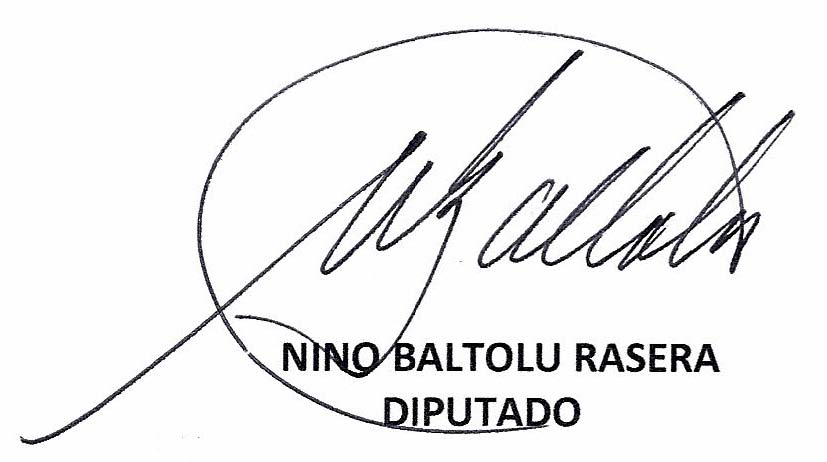 NINO BALTOLU RASERA
DIPUTADO